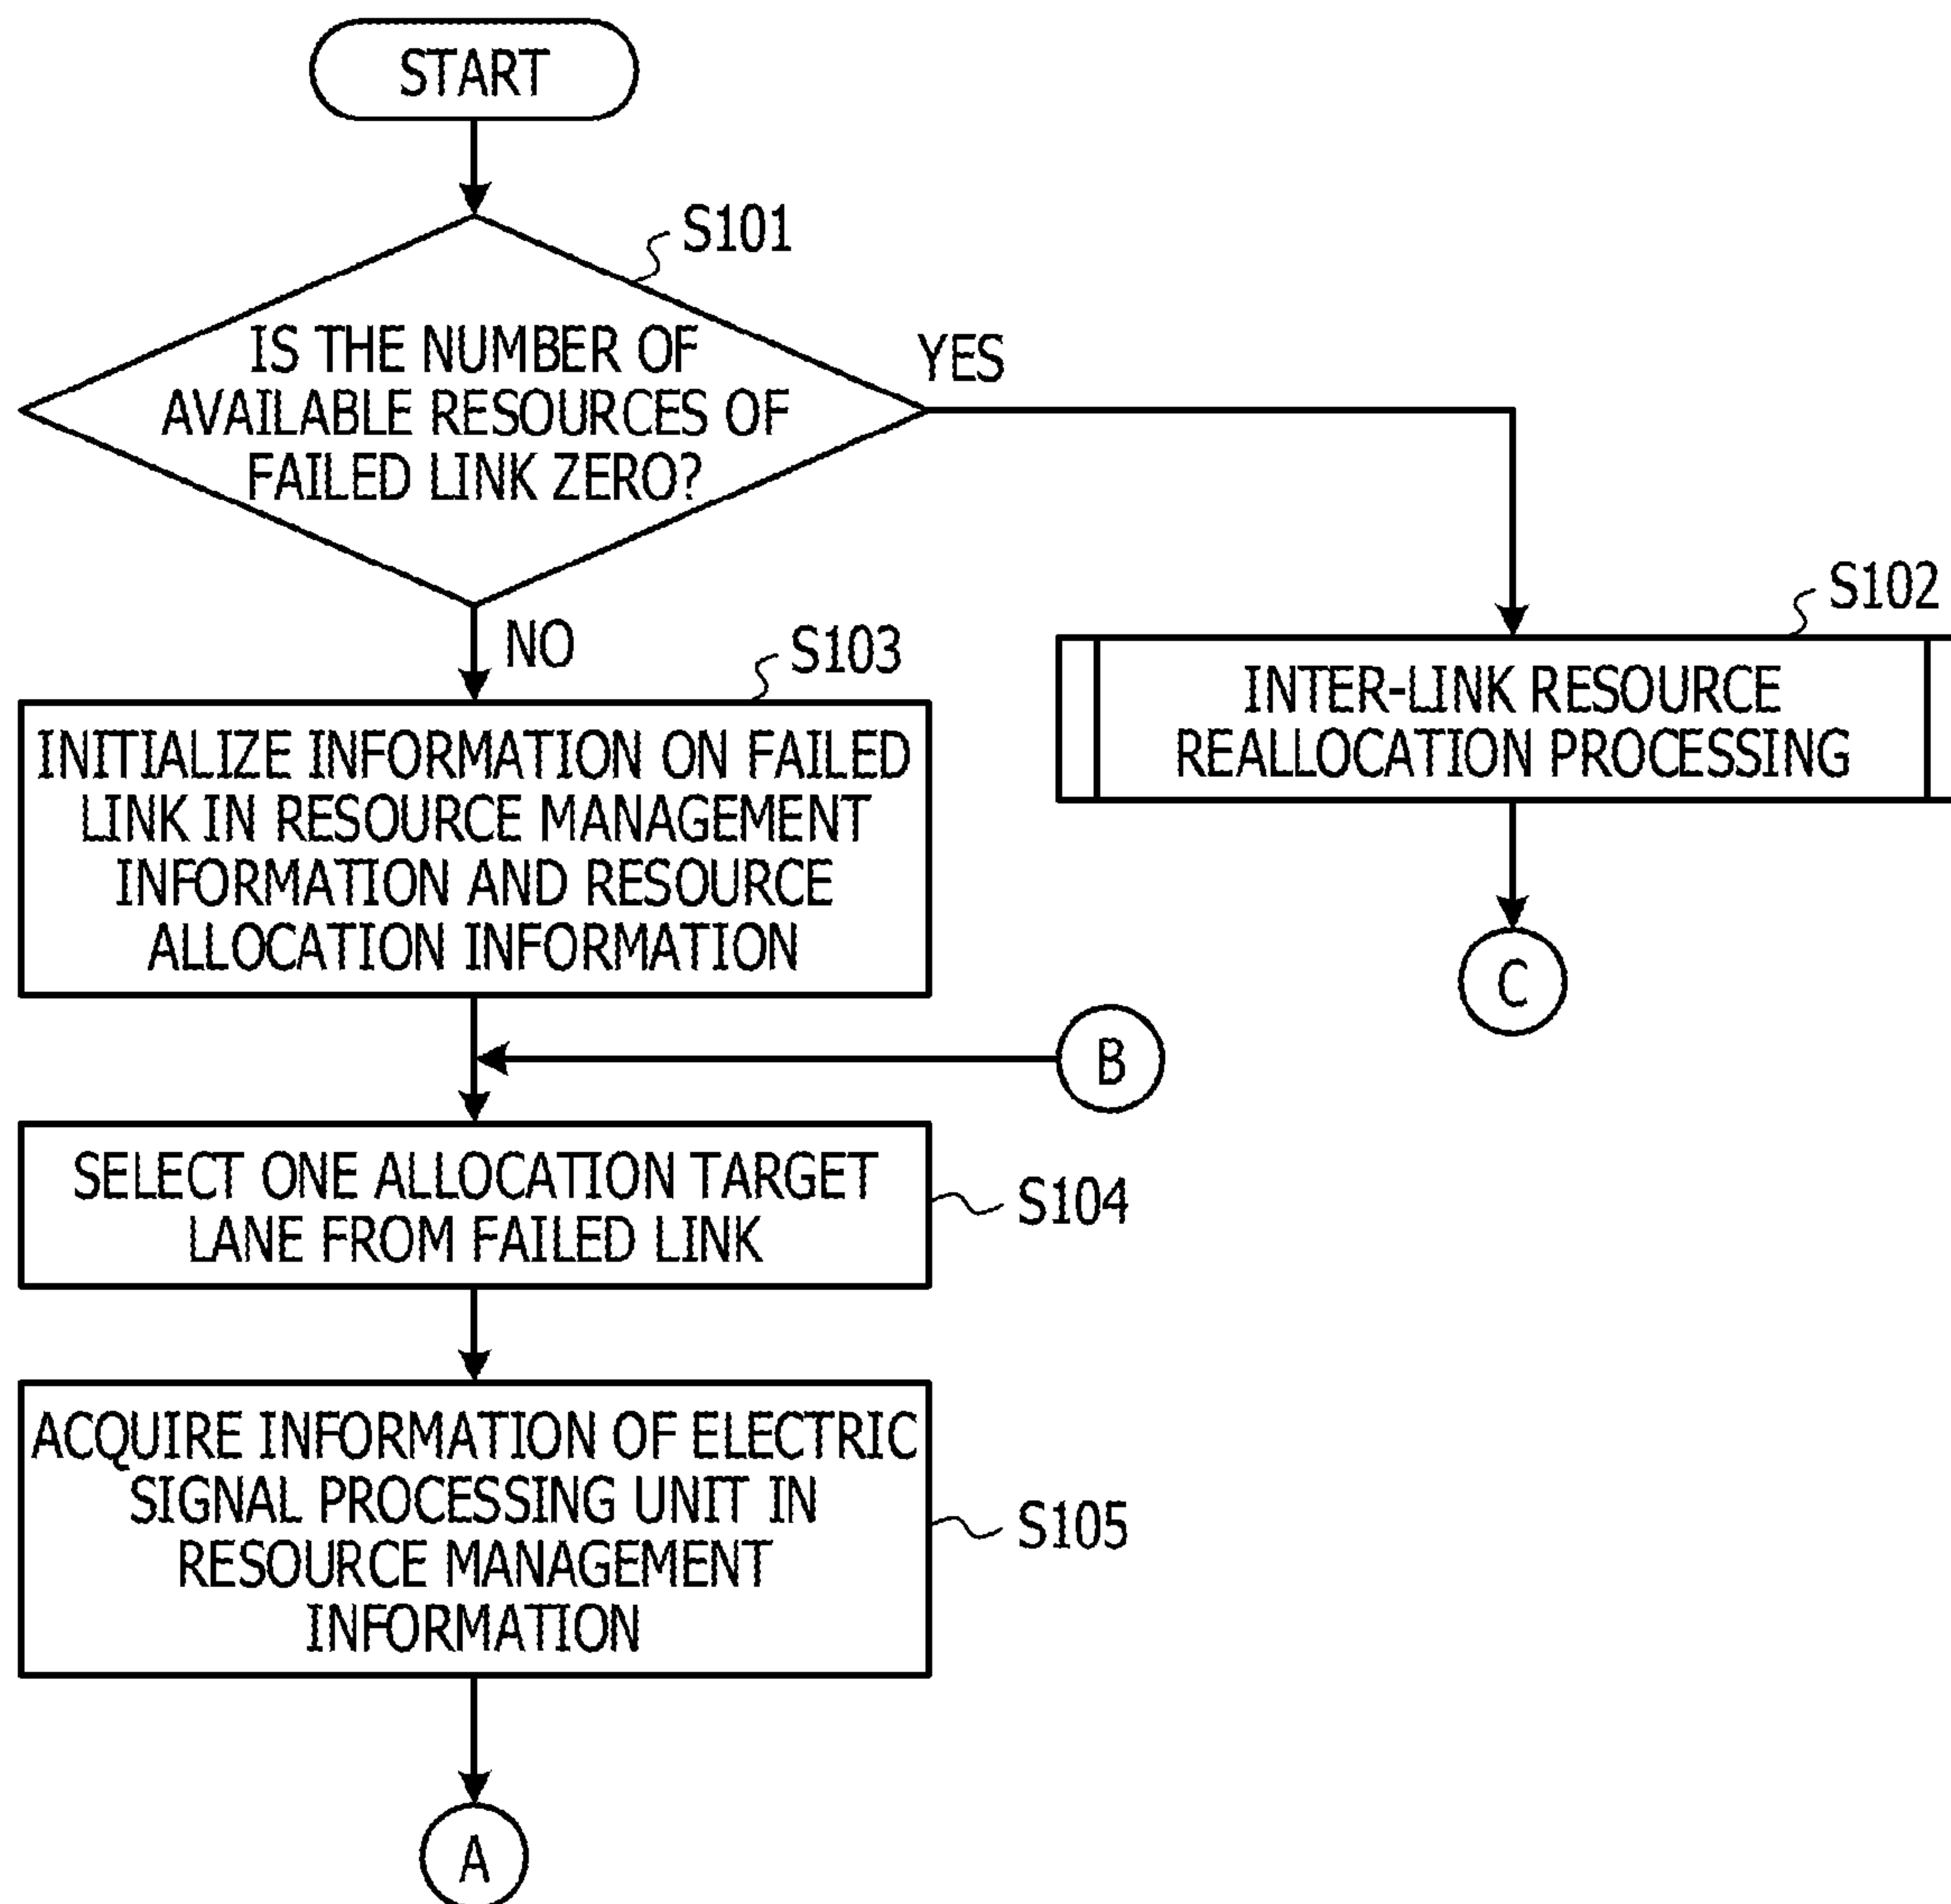 START
S101
IS THE NUMBER OF
AVAILABLE RESOURCES OF
FAILED LINK ZERO?
YES
NO
S102
INTER-LINK RESOURCE
REALLOCATION PROCESSING
C
S103
INITIALIZE INFORMATION ON FAILED
LINK IN RESOURCE MANAGEMENT
INFORMATION AND RESOURCE
ALLOCATION INFORMATION
B
SELECT ONE ALLOCATION TARGET
LANE FROM FAILED LINK
S104
ACQUIRE INFORMATION OF ELECTRIC
SIGNAL PROCESSING UNIT IN
RESOURCE MANAGEMENT
INFORMATION
S105
A